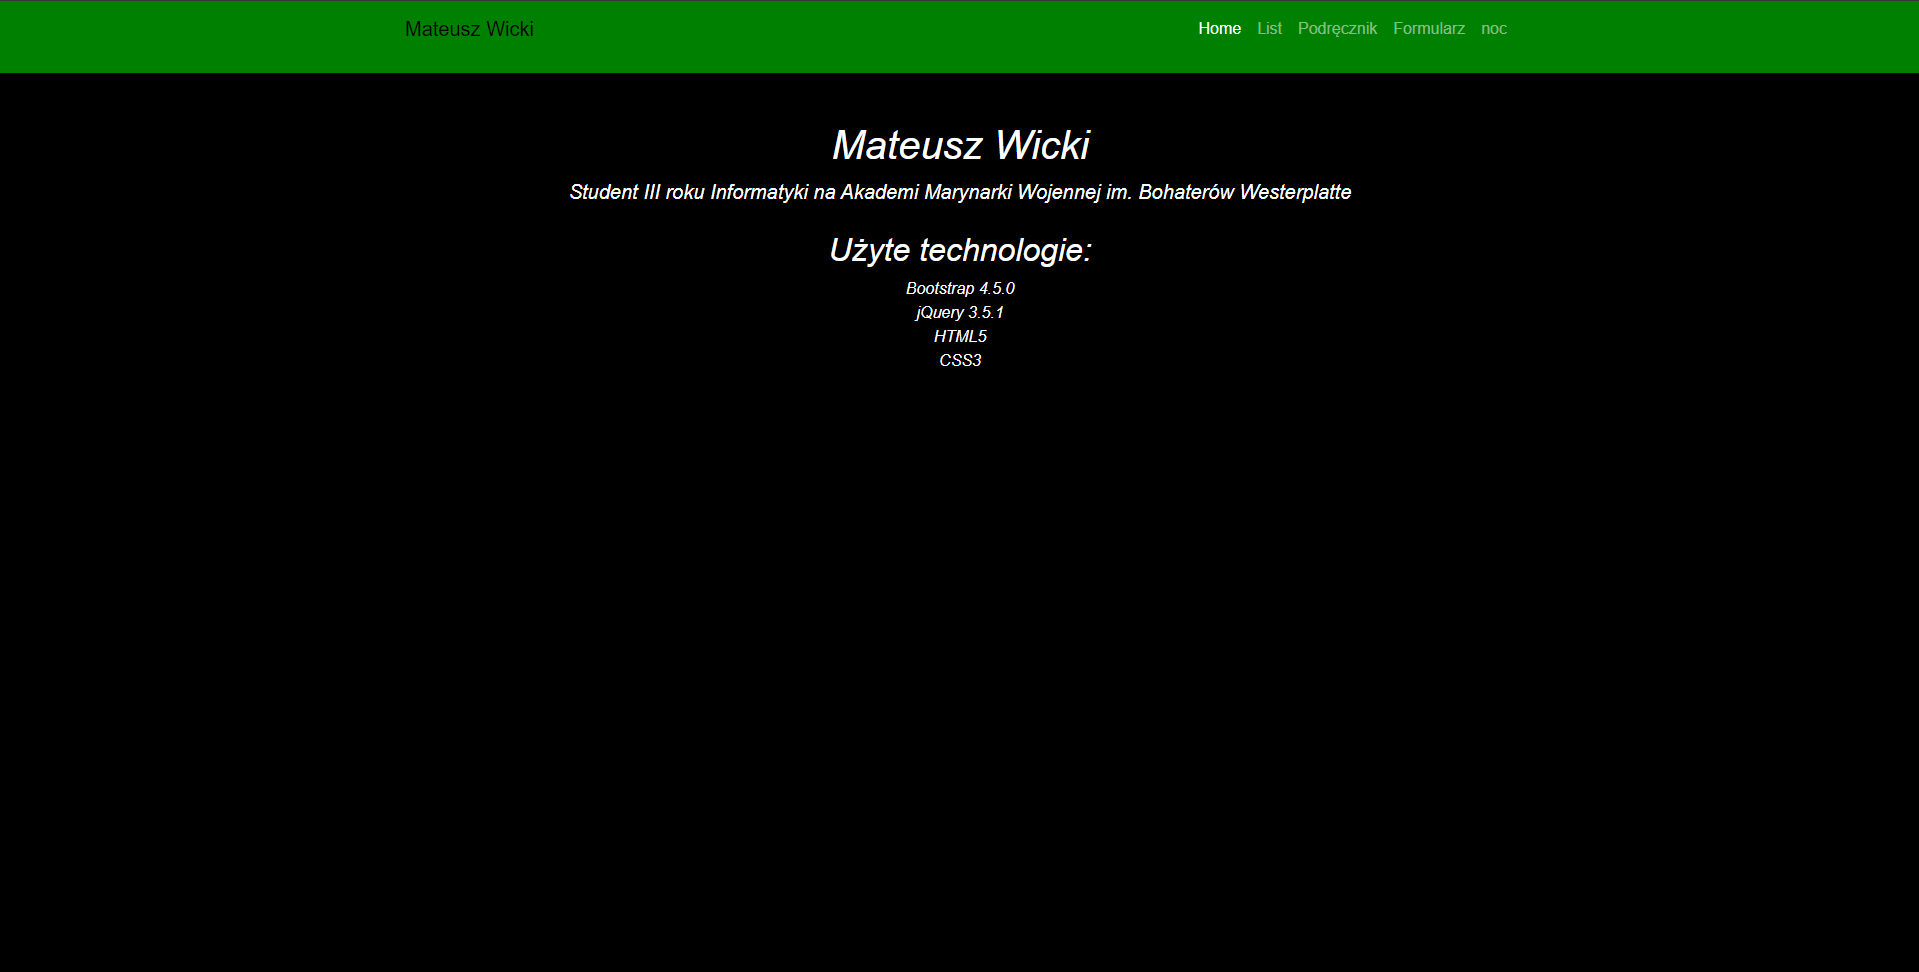 Mateusz Wicki
Home List Podręcznik Formularz noc
Mateusz Wicki
Student III roku Informatyki na Akademi Marynarki Wojennej im. Bohaterów Westerplatte
Użyte technologie:
Bootstrap 4.5.0
jQuery 3.5.1
HTML5
CSS3